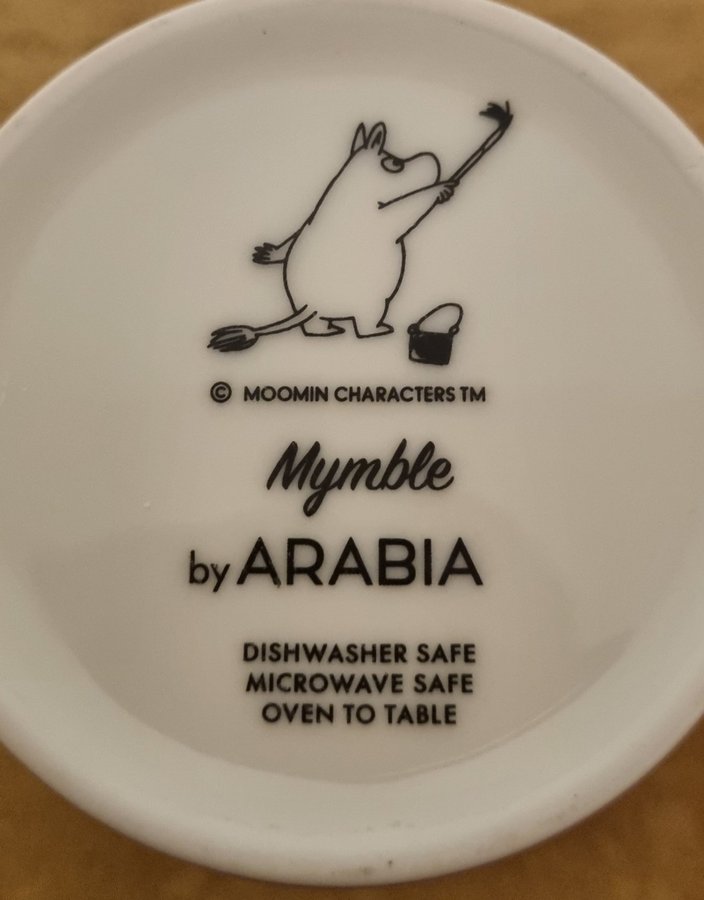 © MOOMIN CHARACTERS TM
Mymble
by ARABIA
DISHWASHER SAFE
MICROWAVE SAFE
OVEN TO TABLE